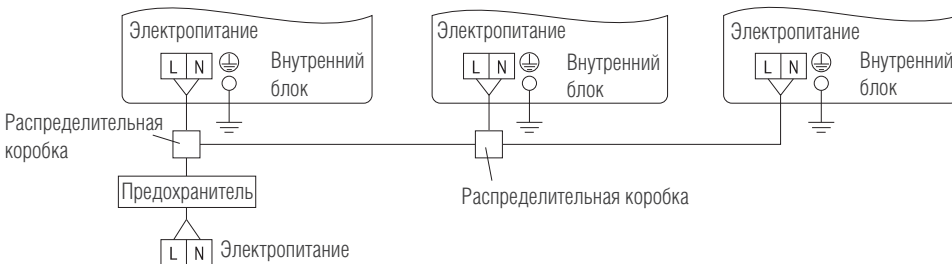 Электропитание
L N
Внутренний
блок
Электропитание
L N
Внутренний
блок
Электропитание
L N
Внутренний
блок
Распределительная
коробка
Распределительная коробка
Предохранитель
L N
Электропитание